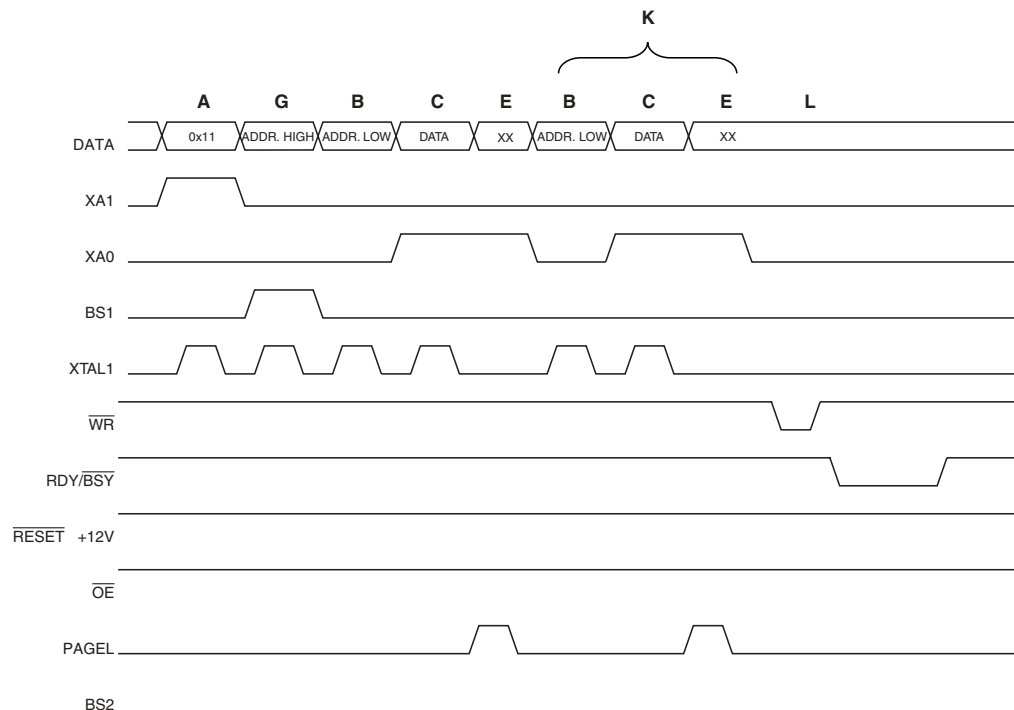 K
A G B C E B C E L
DATA 0x11 ADDR. HIGH ADDR. LOW DATA XX ADDR. LOW DATA XX
XA1
XA0
BS1
XTAL1
WR
RDY/BSY
RESET +12V
OE
PAGEL
BS2